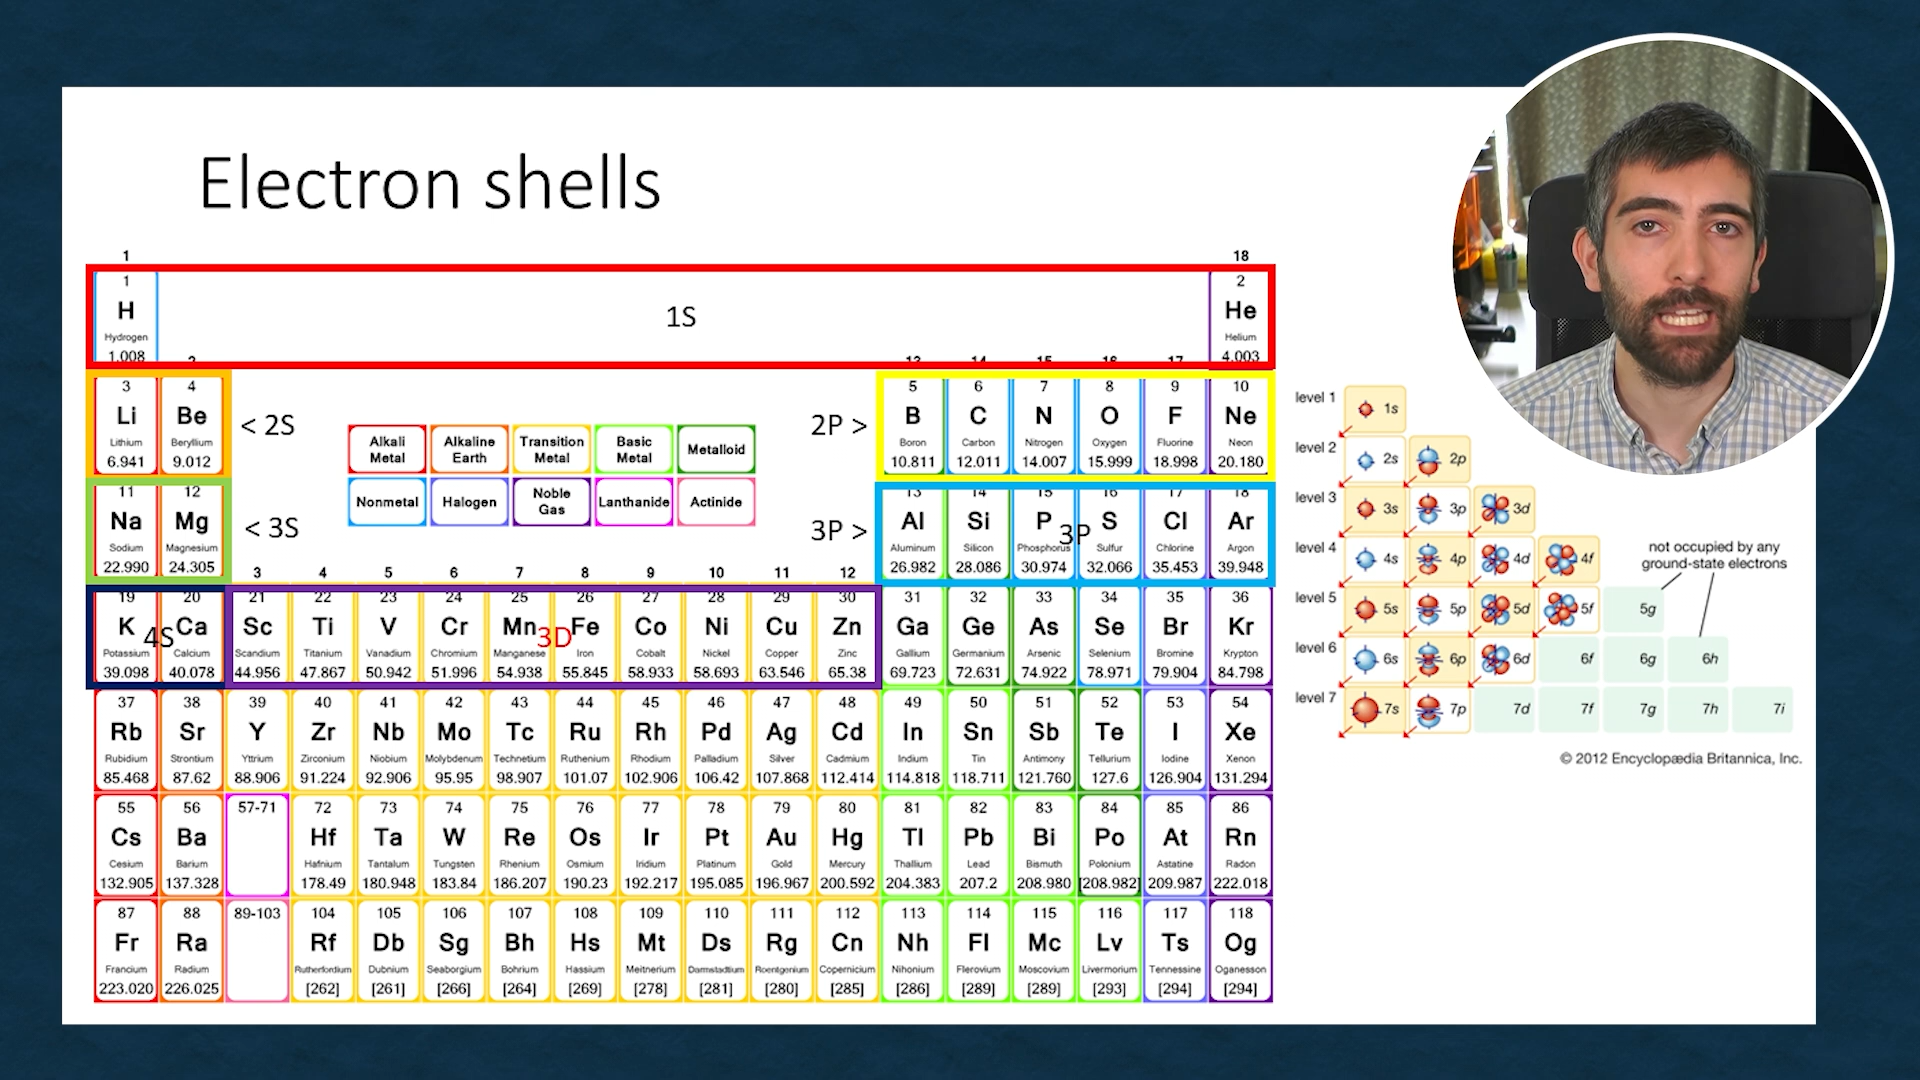 Electron shells
1 18
1 2
H 1S He
Hydrogen Helium
1.008 4.003
2 13 14 15 16 17
3 4 5 6 7 8 9 10
Li Be < 2S 2P > B C N O F Ne
Lithium Beryllium Boron Carbon Nitrogen Oxygen Fluorine Neon
6.941 9.012 10.811 12.011 14.007 15.999 18.998 20.180
Alkali Metal Alkaline Earth Transition Metal Basic Metal Metalloid
Nonmetal Halogen Noble Gas Lanthanide Actinide
11 12 13 14 15 16 17 18
Na Mg < 3S 3P > Al Si P 3P S Cl Ar
Sodium Magnesium Aluminum Silicon Phosphorus Sulfur Chlorine Argon
22.990 24.305 26.982 28.086 30.974 32.066 35.453 39.948
3 4 5 6 7 8 9 10 11 12
19 20 21 22 23 24 25 26 27 28 29 30 31 32 33 34 35 36
K 4S Ca Sc Ti V Cr Mn 3D Fe Co Ni Cu Zn Ga Ge As Se Br Kr
Potassium Calcium Scandium Titanium Vanadium Chromium Manganese Iron Cobalt Nickel Copper Zinc Gallium Germanium Arsenic Selenium Bromine Krypton
39.098 40.078 44.956 47.867 50.942 51.996 54.938 55.845 58.933 58.693 63.546 65.38 69.723 72.631 74.922 78.971 79.904 84.798
37 38 39 40 41 42 43 44 45 46 47 48 49 50 51 52 53 54
Rb Sr Y Zr Nb Mo Tc Ru Rh Pd Ag Cd In Sn Sb Te I Xe
Rubidium Strontium Yttrium Zirconium Niobium Molybdenum Technetium Ruthenium Rhodium Palladium Silver Cadmium Indium Tin Antimony Tellurium Iodine Xenon
85.468 87.62 88.906 91.224 92.906 95.95 98.907 101.07 102.906 106.42 107.868 112.414 114.818 118.711 121.760 127.6 126.904 131.294
55 56 57-71 72 73 74 75 76 77 78 79 80 81 82 83 84 85 86
Cs Ba Hf Ta W Re Os Ir Pt Au Hg Tl Pb Bi Po At Rn
Cesium Barium Hafnium Tantalum Tungsten Rhenium Osmium Iridium Platinum Gold Mercury Thallium Lead Bismuth Polonium Astatine Radon
132.905 137.328 178.49 180.948 183.84 186.207 190.23 192.217 195.085 196.967 200.592 204.383 207.2 208.980 [208.982] 209.987 222.018
87 88 89-103 104 105 106 107 108 109 110 111 112 113 114 115 116 117 118
Fr Ra Rf Db Sg Bh Hs Mt Ds Rg Cn Nh Fl Mc Lv Ts Og
Francium Radium Rutherfordium Dubnium Seaborgium Bohrium Hassium Meitnerium Darmstadtium Roentgenium Copernicium Nihonium Flerovium Moscovium Livermorium Tennessine Oganesson
223.020 226.025 [262] [261] [266] [264] [269] [278] [281] [280] [285] [286] [289] [289] [293] [294] [294]
level 1 1s
level 2 2s 2p
level 3 3s 3p 3d
level 4 4s 4p 4d 4f
not occupied by any
ground-state electrons
level 5 5s 5p 5d 5f 5g
level 6 6s 6p 6d 6f 6g 6h
level 7 7s 7p 7d 7f 7g 7h 7i
© 2012 Encyclopædia Britannica, Inc.